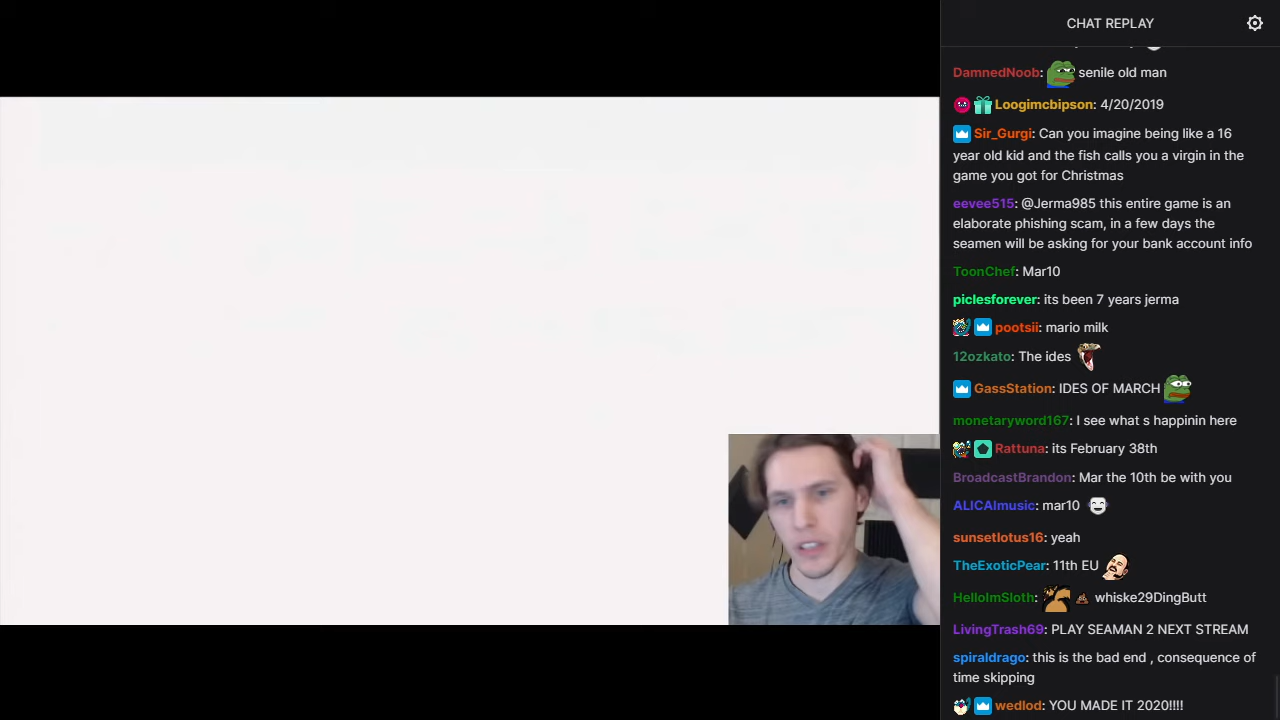 CHAT REPLAY
DamnedNoob: senile old man
Loogimcbipson: 4/20/2019
Sir_Gurgi: Can you imagine being like a 16
year old kid and the fish calls you a virgin in the
game you got for Christmas
eevee515: @Jerma985 this entire game is an
elaborate phishing scam, in a few days the
seamen will be asking for your bank account info
ToonChef: Mar10
piclesforever: its been 7 years jerma
pootsii: mario milk
12ozkato: The ides
GassStation: IDES OF MARCH
monetaryword167: I see what s happinin here
Rattuna: its February 38th
BroadcastBrandon: Mar the 10th be with you
ALICAImusic: mar10
sunsetlotus16: yeah
TheExoticPear: 11th EU
HelloImSloth: whiske29DingButt
LivingTrash69: PLAY SEAMAN 2 NEXT STREAM
spiraldrago: this is the bad end , consequence of
time skipping
wedlod: YOU MADE IT 2020!!!!